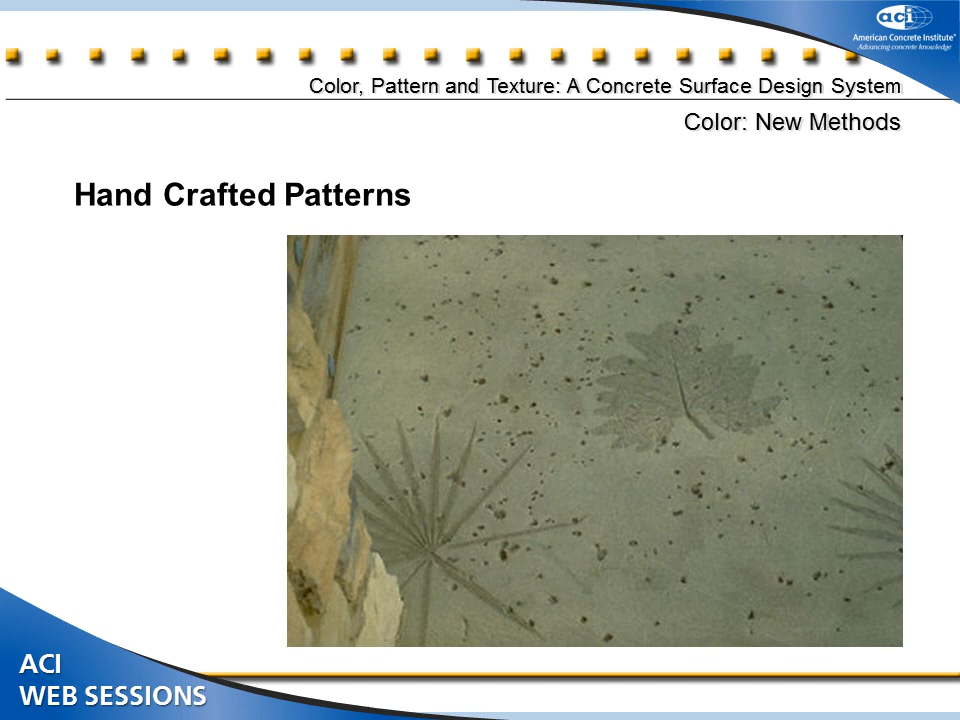 aci
American Concrete Institute®
Advancing concrete knowledge
Color, Pattern and Texture: A Concrete Surface Design System
Color: New Methods
Hand Crafted Patterns
ACI
WEB SESSIONS